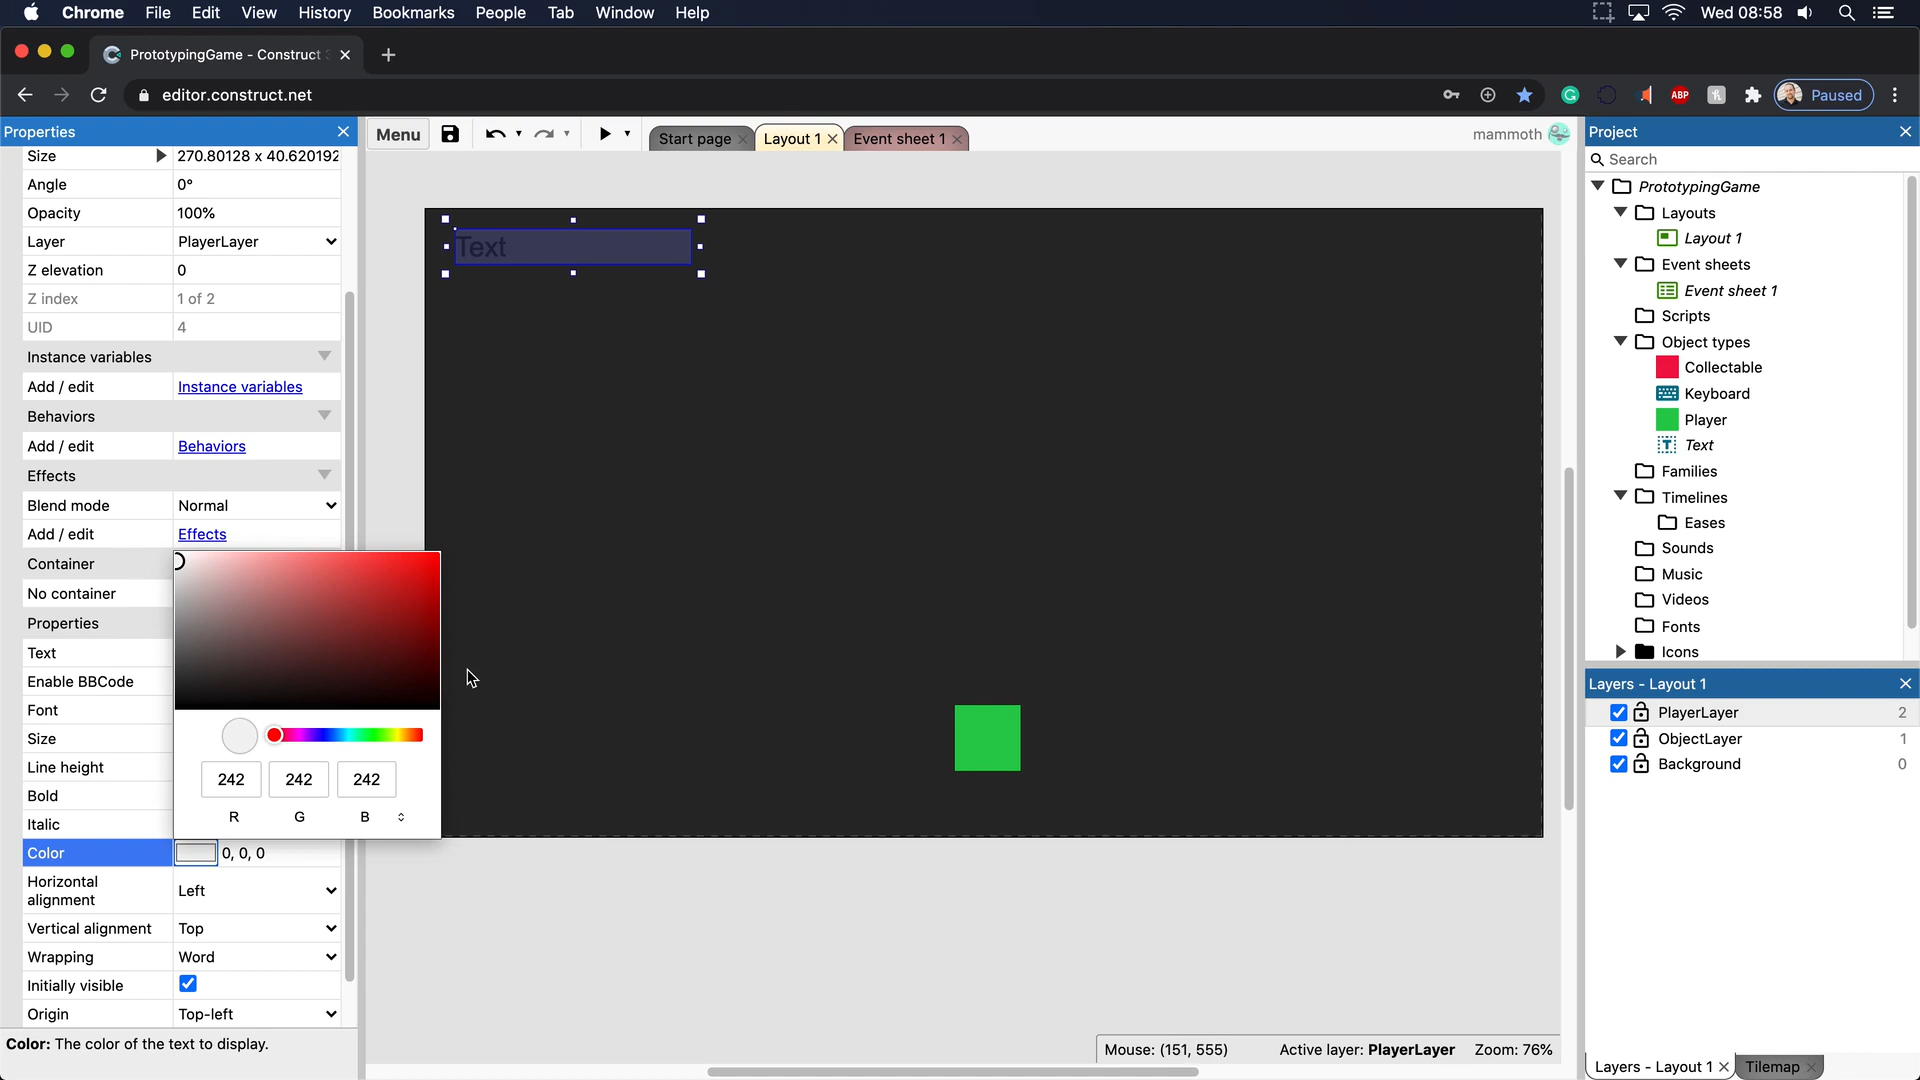 Chrome File Edit View History Bookmarks People Tab Window Help Wed 08:58
PrototypingGame - Construct
editor.construct.net ABP Paused
Properties
Menu
Start page
Layout 1
Event sheet 1
mammoth
Project
Size 270.80128 x 40.620192
Angle 0°
Opacity 100%
Layer PlayerLayer
Z elevation 0
Z index 1 of 2
UID 4
Instance variables
Add / edit Instance variables
Behaviors
Add / edit Behaviors
Effects
Blend mode Normal
Add / edit Effects
Container
No container
Properties
Text
Enable BBCode
Font
Size
Line height
Bold
Italic
242 242 242
R G B
Color 0, 0, 0
Horizontal alignment Left
Vertical alignment Top
Wrapping Word
Initially visible
Origin Top-left
Color: The color of the text to display.
Text
Mouse: (151, 555) Active layer: PlayerLayer Zoom: 76%
Search
PrototypingGame
Layouts
Layout 1
Event sheets
Event sheet 1
Scripts
Object types
Collectable
Keyboard
Player
Text
Families
Timelines
Eases
Sounds
Music
Videos
Fonts
Icons
Layers - Layout 1
PlayerLayer 2
ObjectLayer 1
Background 0
Layers - Layout 1 Tilemap